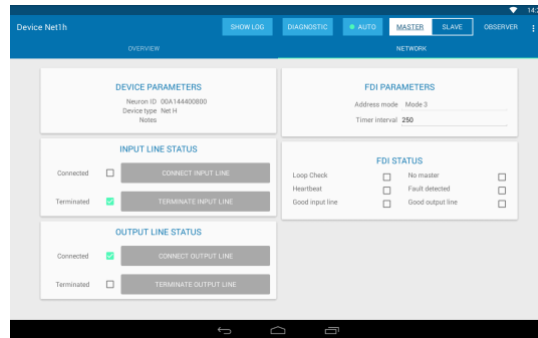 14:2
Device Net1h SHOW LOG DIAGNOSTIC AUTO MASTER SLAVE OBSERVER
OVERVIEW NETWORK
DEVICE PARAMETERS
Neuron ID 00A144400800
Device type Net H
Notes
INPUT LINE STATUS
Connected CONNECT INPUT LINE
Terminated TERMINATE INPUT LINE
OUTPUT LINE STATUS
Connected CONNECT OUTPUT LINE
Terminated TERMINATE OUTPUT LINE
FDI PARAMETERS
Address mode Mode 3
Timer interval 250
FDI STATUS
Loop Check No master
Heartbeat Fault detected
Good input line Good output line